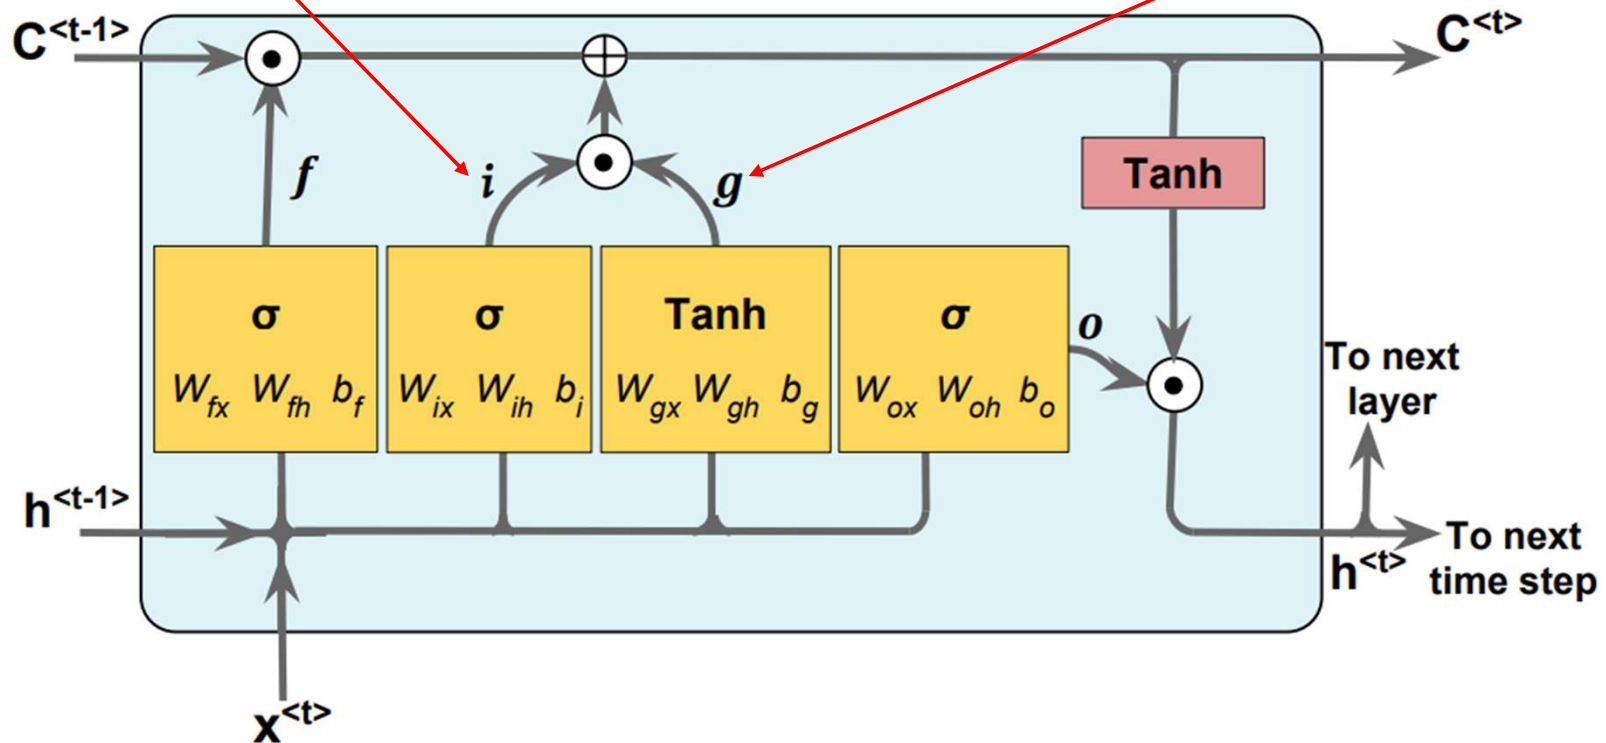 C<t-1>
C<t>
f
i
g
Tanh
σ
σ
Tanh
σ
o
W_fx W_fh b_f
W_ix W_ih b_i
W_gx W_gh b_g
W_ox W_oh b_o
To next
layer
h<t-1>
h<t>
To next
time step
x<t>